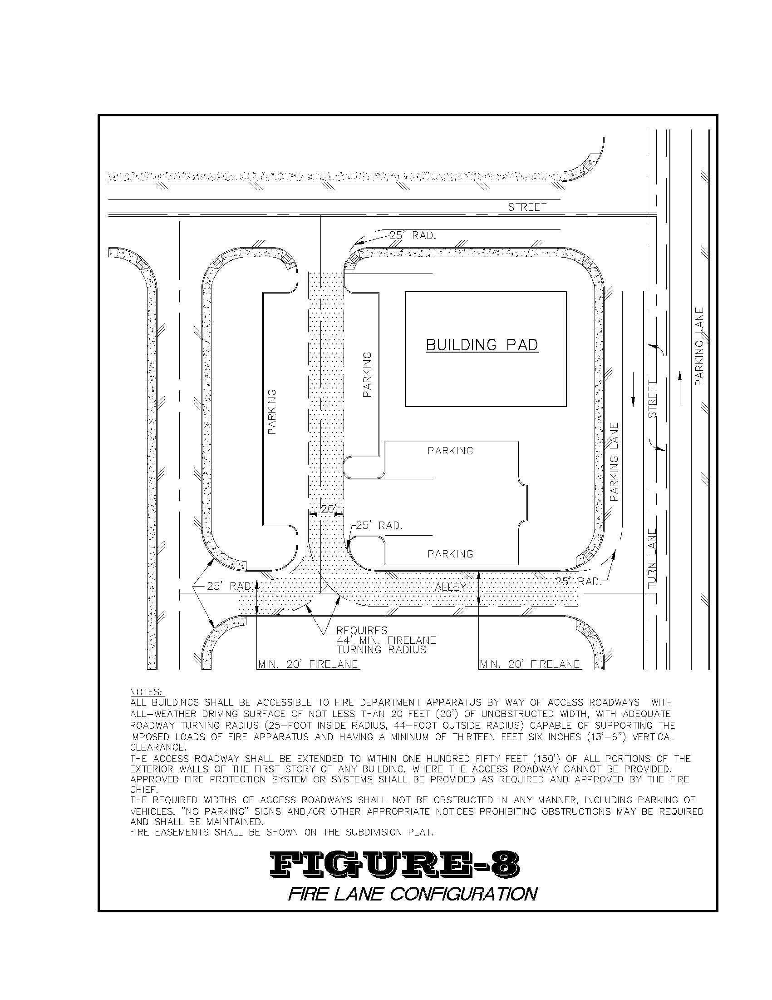 STREET
25' RAD.
BUILDING PAD
PARKING LANE
PARKING
PARKING
STREET
PARKING LANE
PARKING
20'
25' RAD.
PARKING
TURN LANE
25' RAD.
ALLEY
25' RAD.
REQUIRES
44' MIN. FIRELANE
TURNING RADIUS
MIN. 20' FIRELANE
MIN. 20' FIRELANE
NOTES:
ALL BUILDINGS SHALL BE ACCESSIBLE TO FIRE DEPARTMENT APPARATUS BY WAY OF ACCESS ROADWAYS WITH
ALL-WEATHER DRIVING SURFACE OF NOT LESS THAN 20 FEET (20') OF UNOBSTRUCTED WIDTH, WITH ADEQUATE
ROADWAY TURNING RADIUS (25-FOOT INSIDE RADIUS, 44-FOOT OUTSIDE RADIUS) CAPABLE OF SUPPORTING THE
IMPOSED LOADS OF FIRE APPARATUS AND HAVING A MININUM OF THIRTEEN FEET SIX INCHES (13'-6") VERTICAL
CLEARANCE.
THE ACCESS ROADWAY SHALL BE EXTENDED TO WITHIN ONE HUNDRED FIFTY FEET (150') OF ALL PORTIONS OF THE
EXTERIOR WALLS OF THE FIRST STORY OF ANY BUILDING. WHERE THE ACCESS ROADWAY CANNOT BE PROVIDED,
APPROVED FIRE PROTECTION SYSTEM OR SYSTEMS SHALL BE PROVIDED AS REQUIRED AND APPROVED BY THE FIRE
CHIEF.
THE REQUIRED WIDTHS OF ACCESS ROADWAYS SHALL NOT BE OBSTRUCTED IN ANY MANNER, INCLUDING PARKING OF
VEHICLES. "NO PARKING" SIGNS AND/OR OTHER APPROPRIATE NOTICES PROHIBITING OBSTRUCTIONS MAY BE REQUIRED
AND SHALL BE MAINTAINED.
FIRE EASEMENTS SHALL BE SHOWN ON THE SUBDIVISION PLAT.
FIGURE-8
FIRE LANE CONFIGURATION